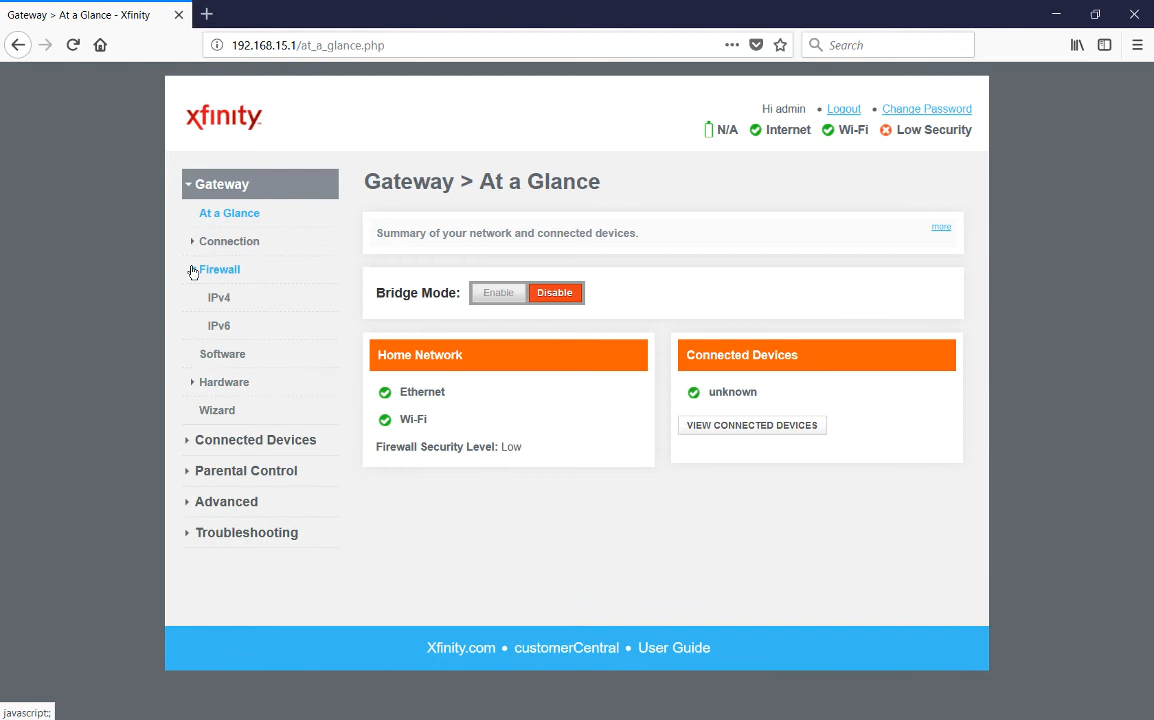 Gateway > At a Glance - Xfinity
192.168.15.1/at_a_glance.php
Search
xfinity
Hi admin • Logout • Change Password
N/A Internet Wi-Fi Low Security
Gateway
At a Glance
Connection
Firewall
IPv4
IPv6
Software
Hardware
Wizard
Connected Devices
Parental Control
Advanced
Troubleshooting
Gateway > At a Glance
Summary of your network and connected devices.
more
Bridge Mode: Enable Disable
Home Network
Ethernet
Wi-Fi
Firewall Security Level: Low
Connected Devices
unknown
VIEW CONNECTED DEVICES
Xfinity.com • customerCentral • User Guide
javascript:;